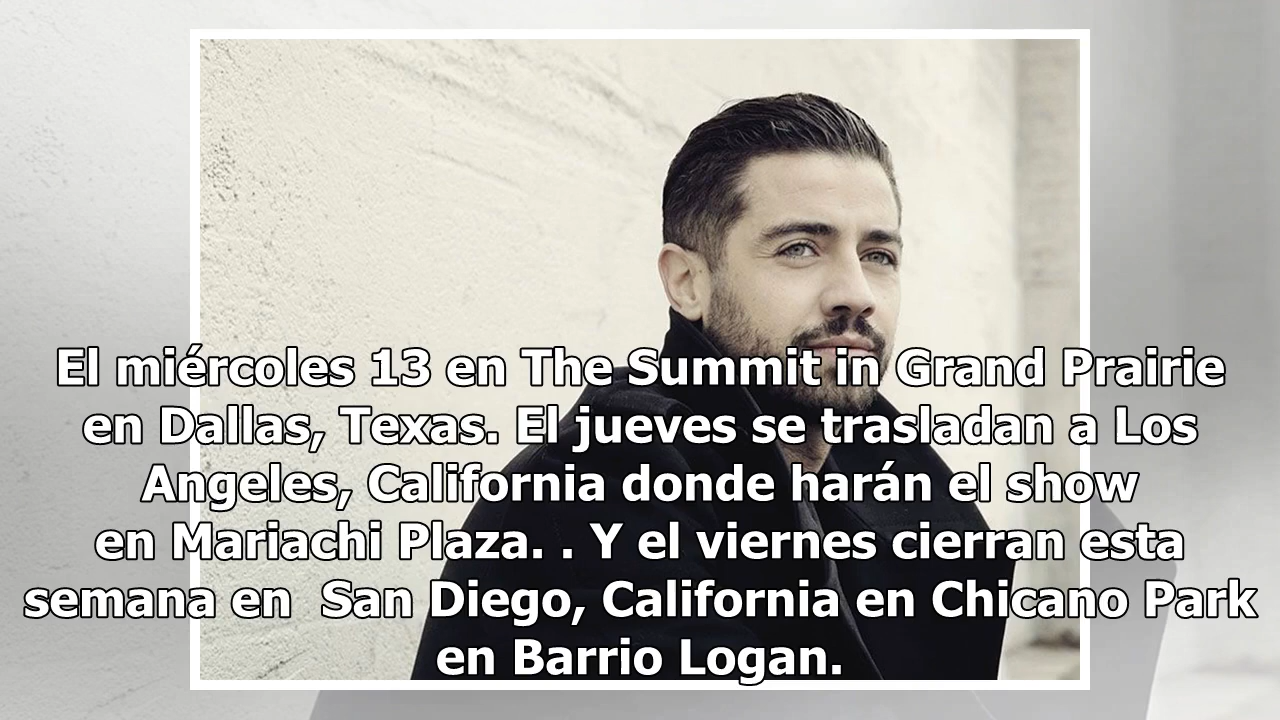 El miércoles 13 en The Summit in Grand Prairie
en Dallas, Texas. El jueves se trasladan a Los
Angeles, California donde harán el show
en Mariachi Plaza. . Y el viernes cierran esta
semana en  San Diego, California en Chicano Park
en Barrio Logan.